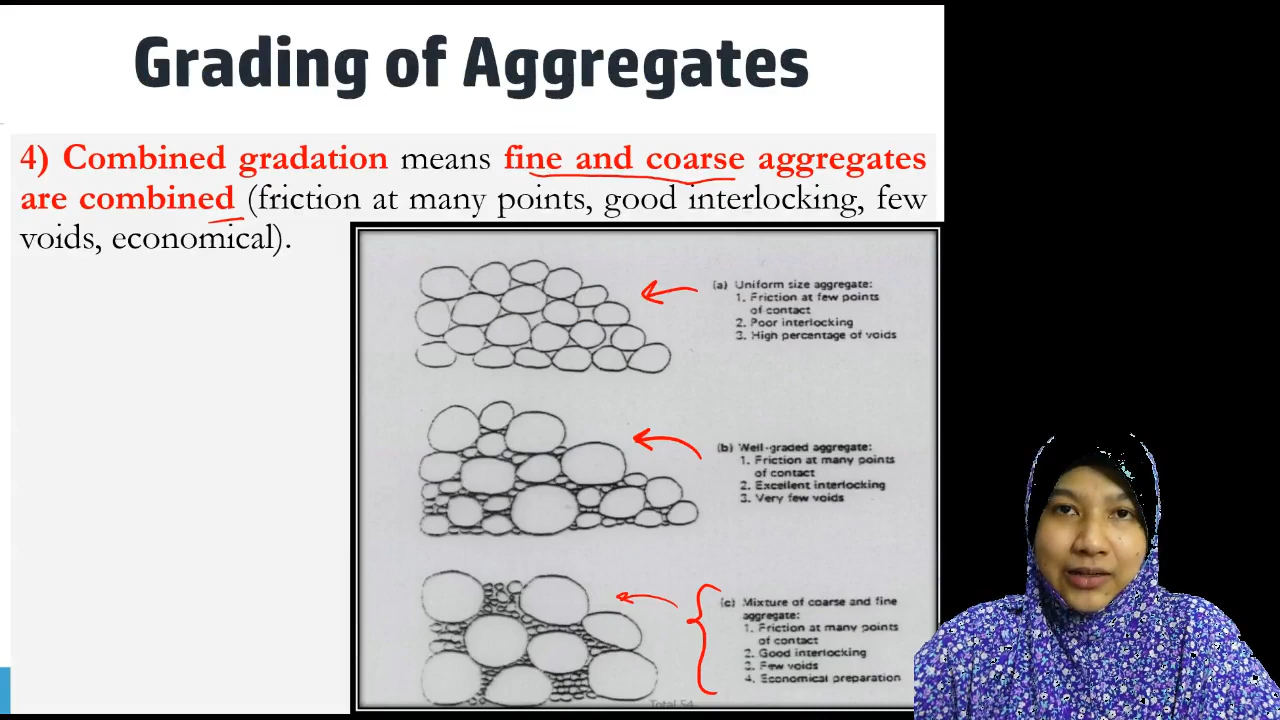 Grading of Aggregates
4) Combined gradation means fine and coarse aggregates
are combined (friction at many points, good interlocking, few
voids, economical).
(a) Uniform size aggregate:
1. Friction at few points
of contact
2. Poor interlocking
3. High percentage of voids
(b) Well-graded aggregate:
1. Friction at many points
of contact
2. Excellent interlocking
3. Very few voids
(c) Mixture of coarse and fine
aggregate:
1. Friction at many points
of contact
2. Good interlocking
3. Few voids
4. Economical preparation
Total 54